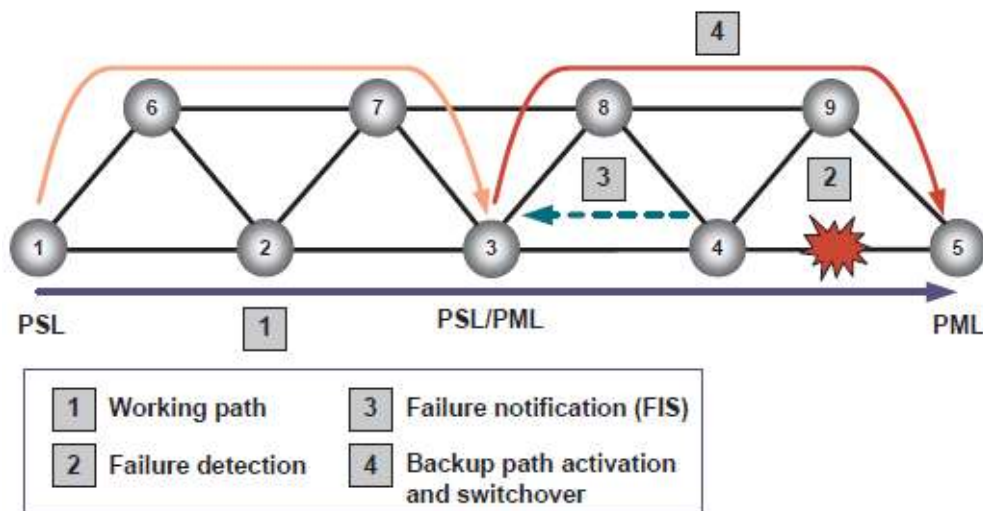 4
6 7 8 9
3 2
1 2 3 4 5
PSL 1 PSL/PML PML
1 Working path 3 Failure notification (FIS)
2 Failure detection 4 Backup path activation
and switchover